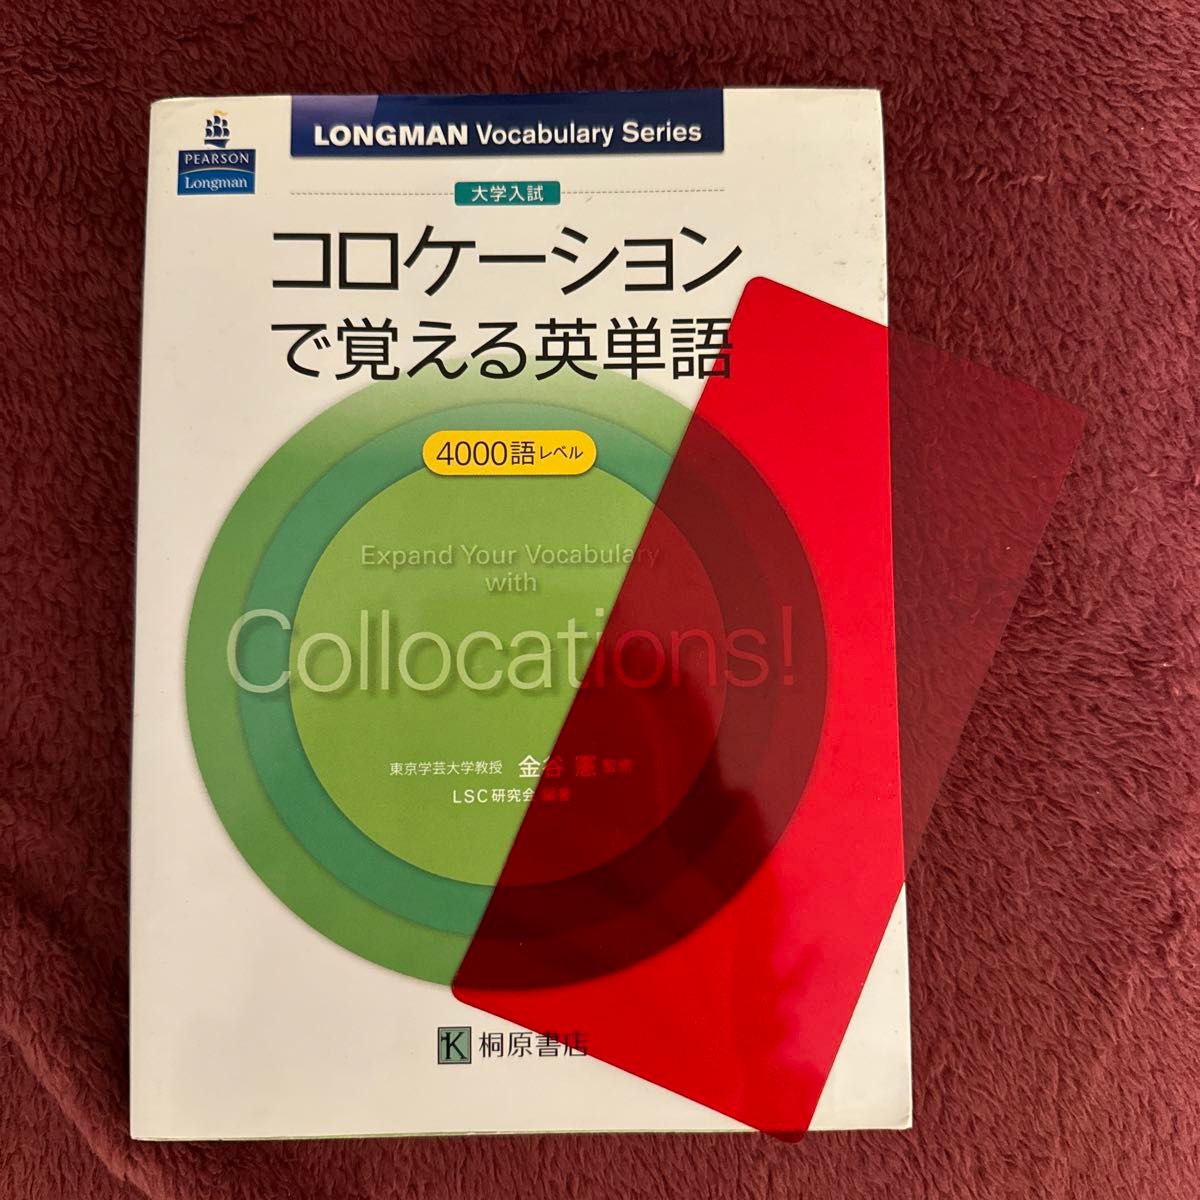 LONGMAN Vocabulary Series
PEARSON
Longman
大学入試
コロケーション
で覚える英単語
4000語レベル
Expand Your Vocabulary
with
Collocations!
東京学芸大学教授 金谷 憲 監修
LSC研究会 編著
K 桐原書店